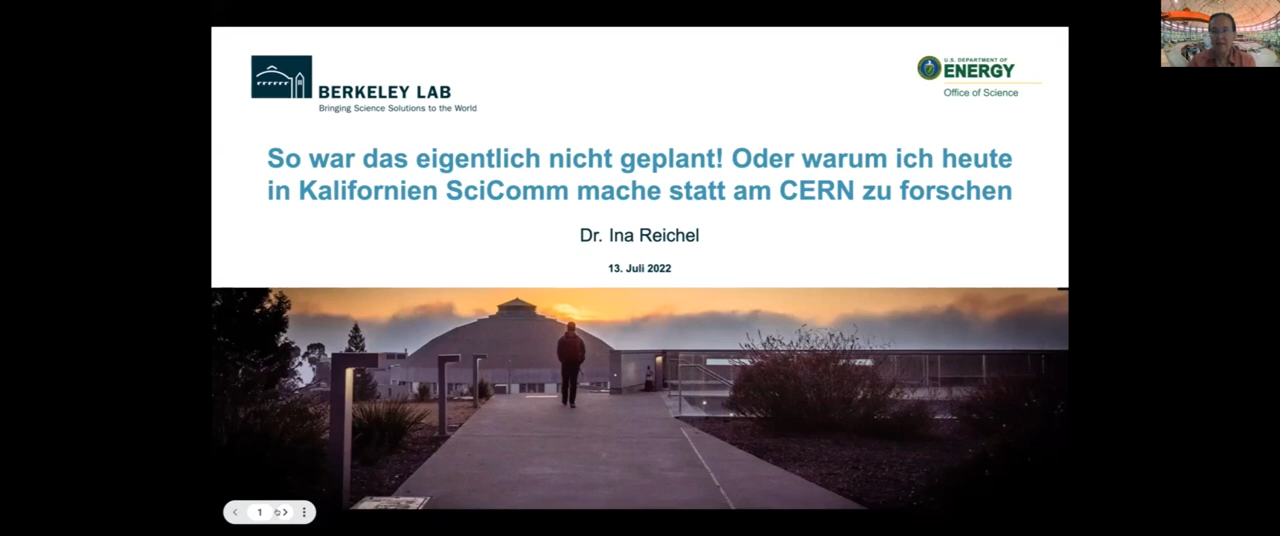 BERKELEY LAB
Bringing Science Solutions to the World
U.S. DEPARTMENT OF
ENERGY
Office of Science
So war das eigentlich nicht geplant! Oder warum ich heute
in Kalifornien SciComm mache statt am CERN zu forschen
Dr. Ina Reichel
13. Juli 2022
1